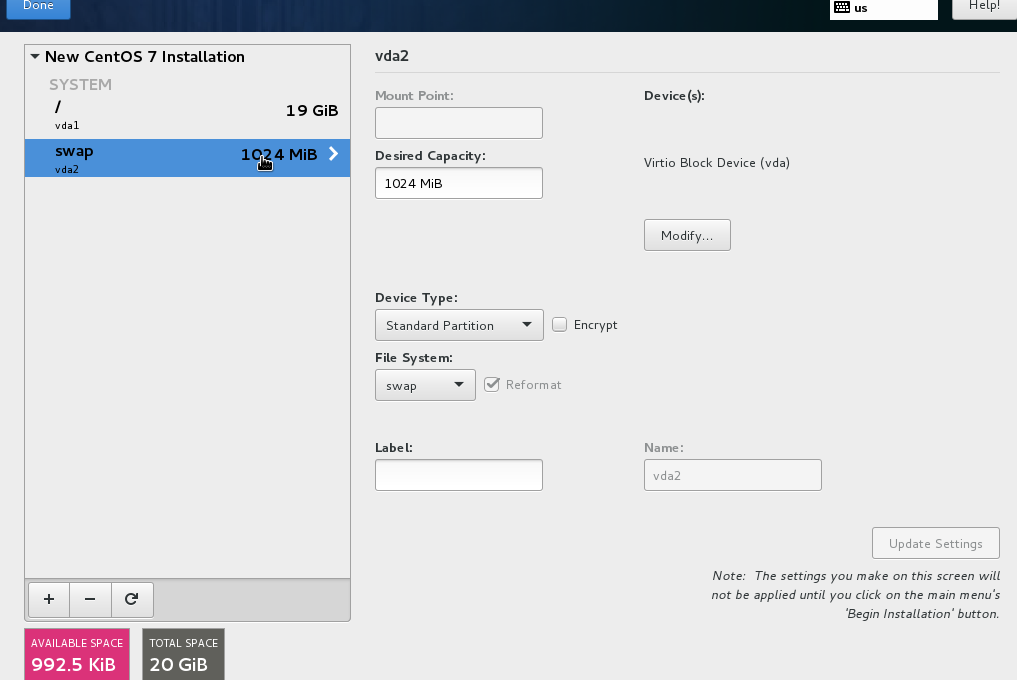 Done
us
Help!
New CentOS 7 Installation
SYSTEM
/
19 GiB
vda1
swap
1024 MiB
vda2
vda2
Mount Point:
Device(s):
Desired Capacity:
1024 MiB
Virtio Block Device (vda)
Modify...
Device Type:
Standard Partition
Encrypt
File System:
swap
Reformat
Label:
Name:
vda2
Update Settings
Note: The settings you make on this screen will
not be applied until you click on the main menu's
'Begin Installation' button.
AVAILABLE SPACE
992.5 KiB
TOTAL SPACE
20 GiB